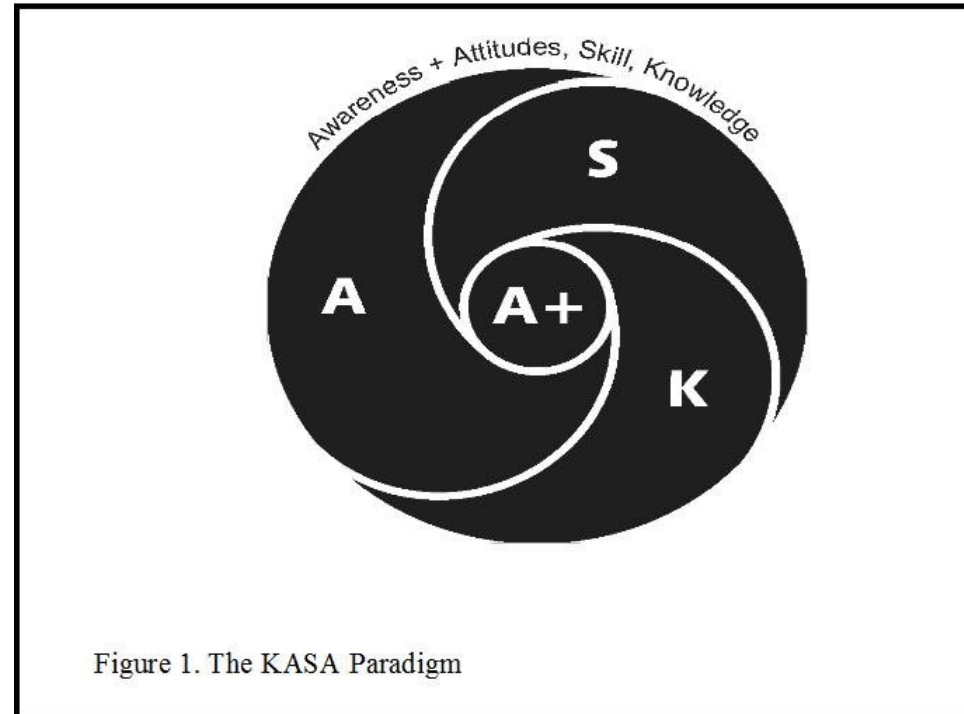 Awareness + Attitudes, Skill, Knowledge
S
A
A+
K
Figure 1. The KASA Paradigm